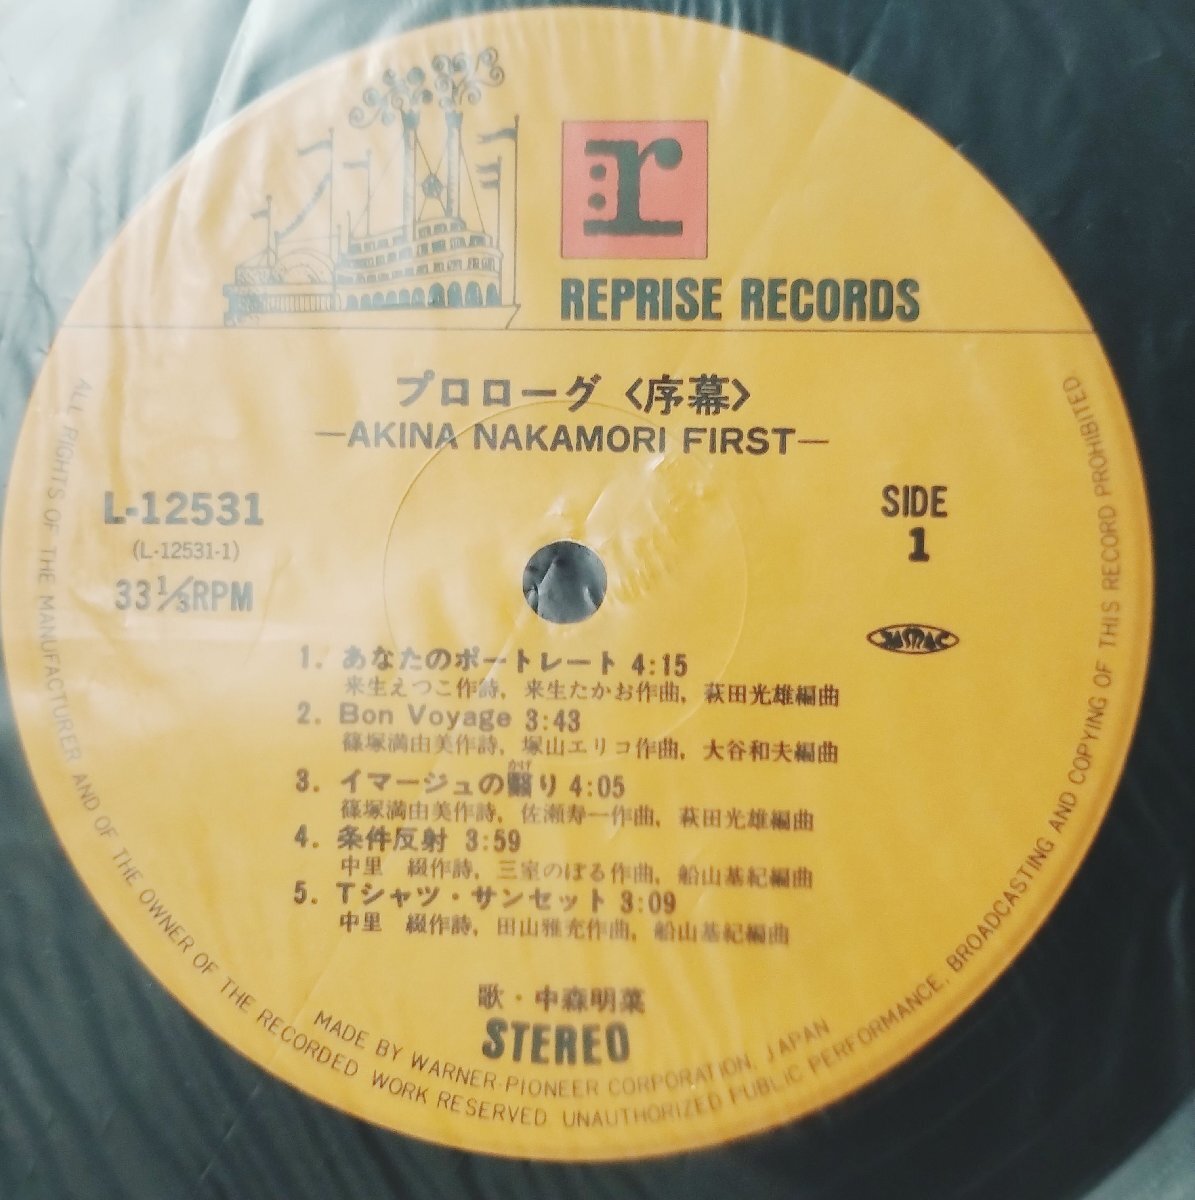 r
REPRISE RECORDS
プロローグ〈序幕〉
—AKINA NAKAMORI FIRST—
L-12531
(L-12531-1)
33⅓RPM
SIDE
1
JASRAC
1. あなたのポートレート 4:15
来生えつこ作詩, 来生たかお作曲, 萩田光雄編曲
2. Bon Voyage 3:43
篠塚満由美作詩, 塚山エリコ作曲, 大谷和夫編曲
3. イマージュの翳り 4:05
かげ
篠塚満由美作詩, 佐瀬寿一作曲, 萩田光雄編曲
4. 条件反射 3:59
中里 綴作詩, 三室のぼる作曲, 船山基紀編曲
5. Tシャツ・サンセット 3:09
中里 綴作詩, 田山雅充作曲, 船山基紀編曲
歌・中森明菜
STEREO
MADE BY WARNER-PIONEER CORPORATION, JAPAN
ALL RIGHTS OF THE MANUFACTURER AND OF THE OWNER OF THE RECORDED WORK RESERVED UNAUTHORIZED PUBLIC PERFORMANCE, BROADCASTING AND COPYING OF THIS RECORD PROHIBITED